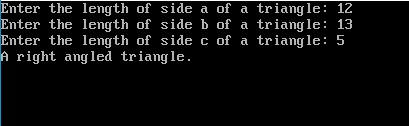 Enter the length of side a of a triangle: 12
Enter the length of side b of a triangle: 13
Enter the length of side c of a triangle: 5
A right angled triangle.